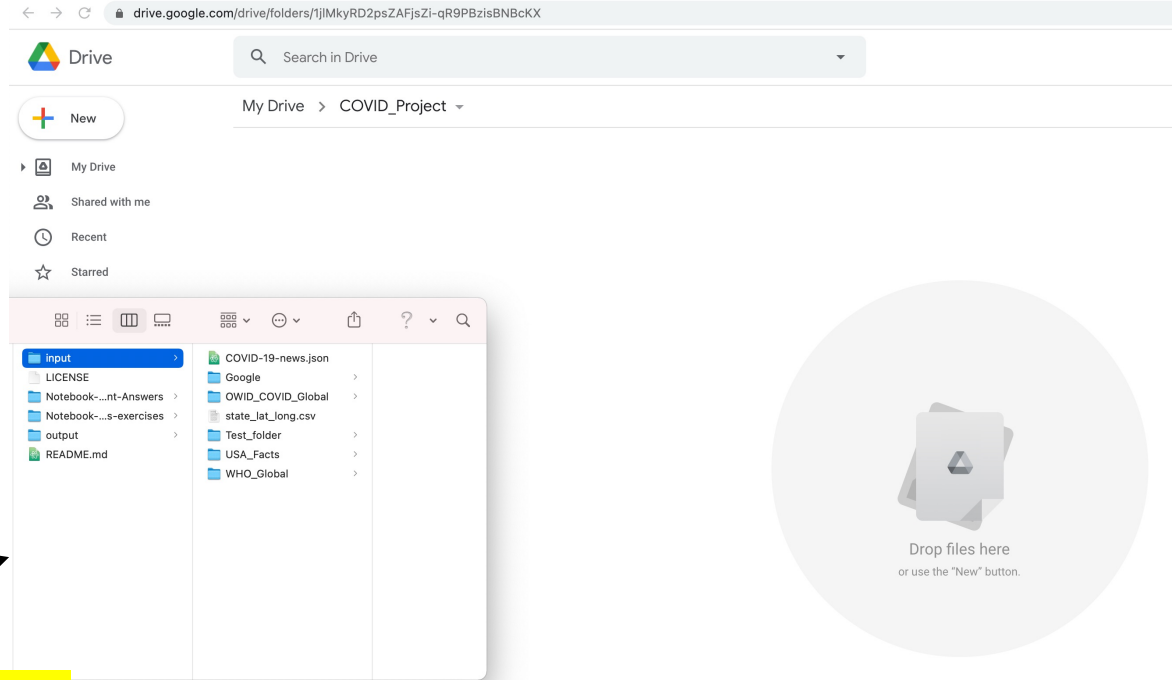 drive.google.com/drive/folders/1jlMkyRD2psZAFjsZi-qR9PBzisBNBcKX
Drive
Search in Drive
My Drive > COVID_Project
New
My Drive
Shared with me
Recent
Starred
input
LICENSE
Notebook-...nt-Answers
Notebook-...s-exercises
output
README.md
COVID-19-news.json
Google
OWID_COVID_Global
state_lat_long.csv
Test_folder
USA_Facts
WHO_Global
Drop files here
or use the "New" button.